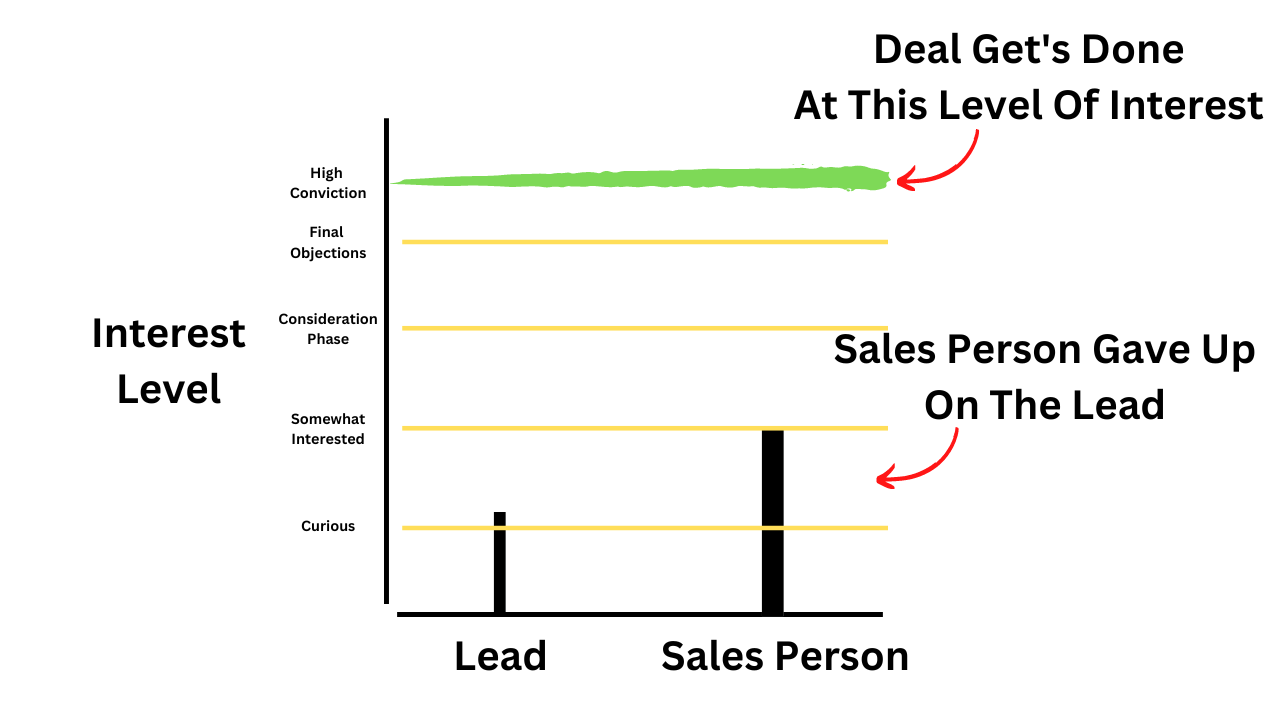 Deal Get's Done
At This Level Of Interest
High
Conviction
Final
Objections
Consideration
Phase
Interest
Level
Sales Person Gave Up
On The Lead
Somewhat
Interested
Curious
Lead
Sales Person